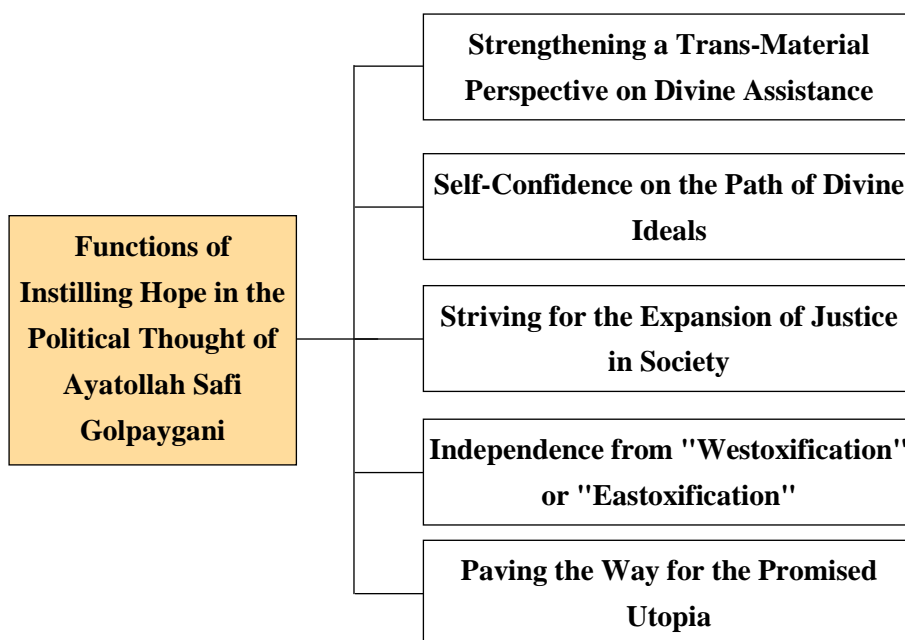 Functions of
Instilling Hope in the
Political Thought of
Ayatollah Safi
Golpaygani
Strengthening a Trans-Material
Perspective on Divine Assistance
Self-Confidence on the Path of Divine
Ideals
Striving for the Expansion of Justice
in Society
Independence from "Westoxification"
or "Eastoxification"
Paving the Way for the Promised
Utopia